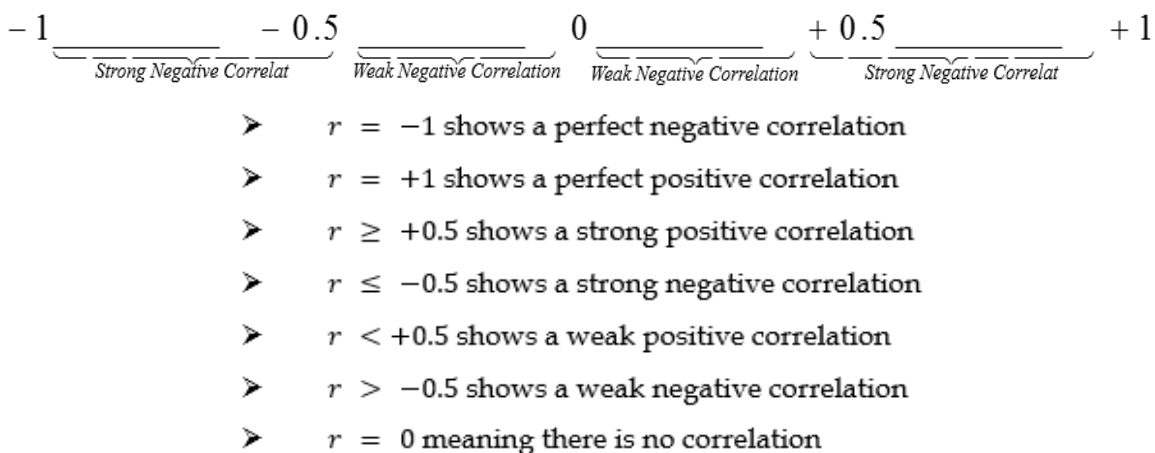 − 1 − 0.5 0 + 0.5 + 1
Strong Negative Correlat Weak Negative Correlation Weak Negative Correlation Strong Negative Correlat
➤ r = −1 shows a perfect negative correlation
➤ r = +1 shows a perfect positive correlation
➤ r ≥ +0.5 shows a strong positive correlation
➤ r ≤ −0.5 shows a strong negative correlation
➤ r < +0.5 shows a weak positive correlation
➤ r > −0.5 shows a weak negative correlation
➤ r = 0 meaning there is no correlation